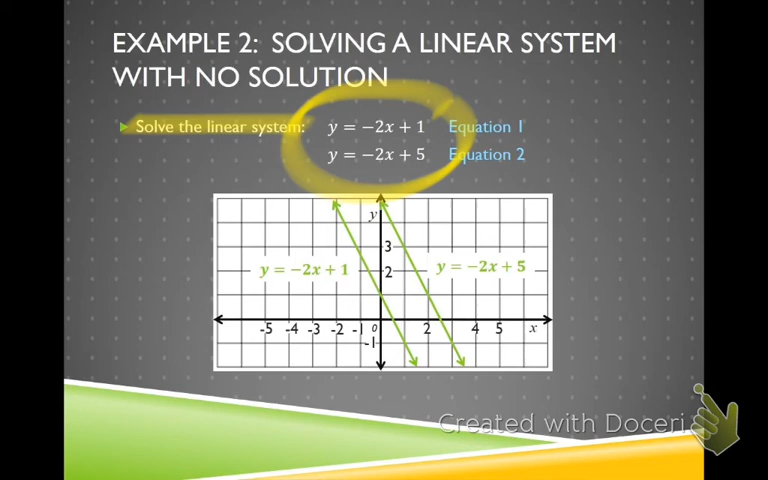 EXAMPLE 2: SOLVING A LINEAR SYSTEM
WITH NO SOLUTION
Solve the linear system: y = −2x + 1 Equation 1
y = −2x + 5 Equation 2
y
3
y = −2x + 1 2 y = −2x + 5
-5 -4 -3 -2 -1 0 2 4 5 x
-1
Created with Doceri